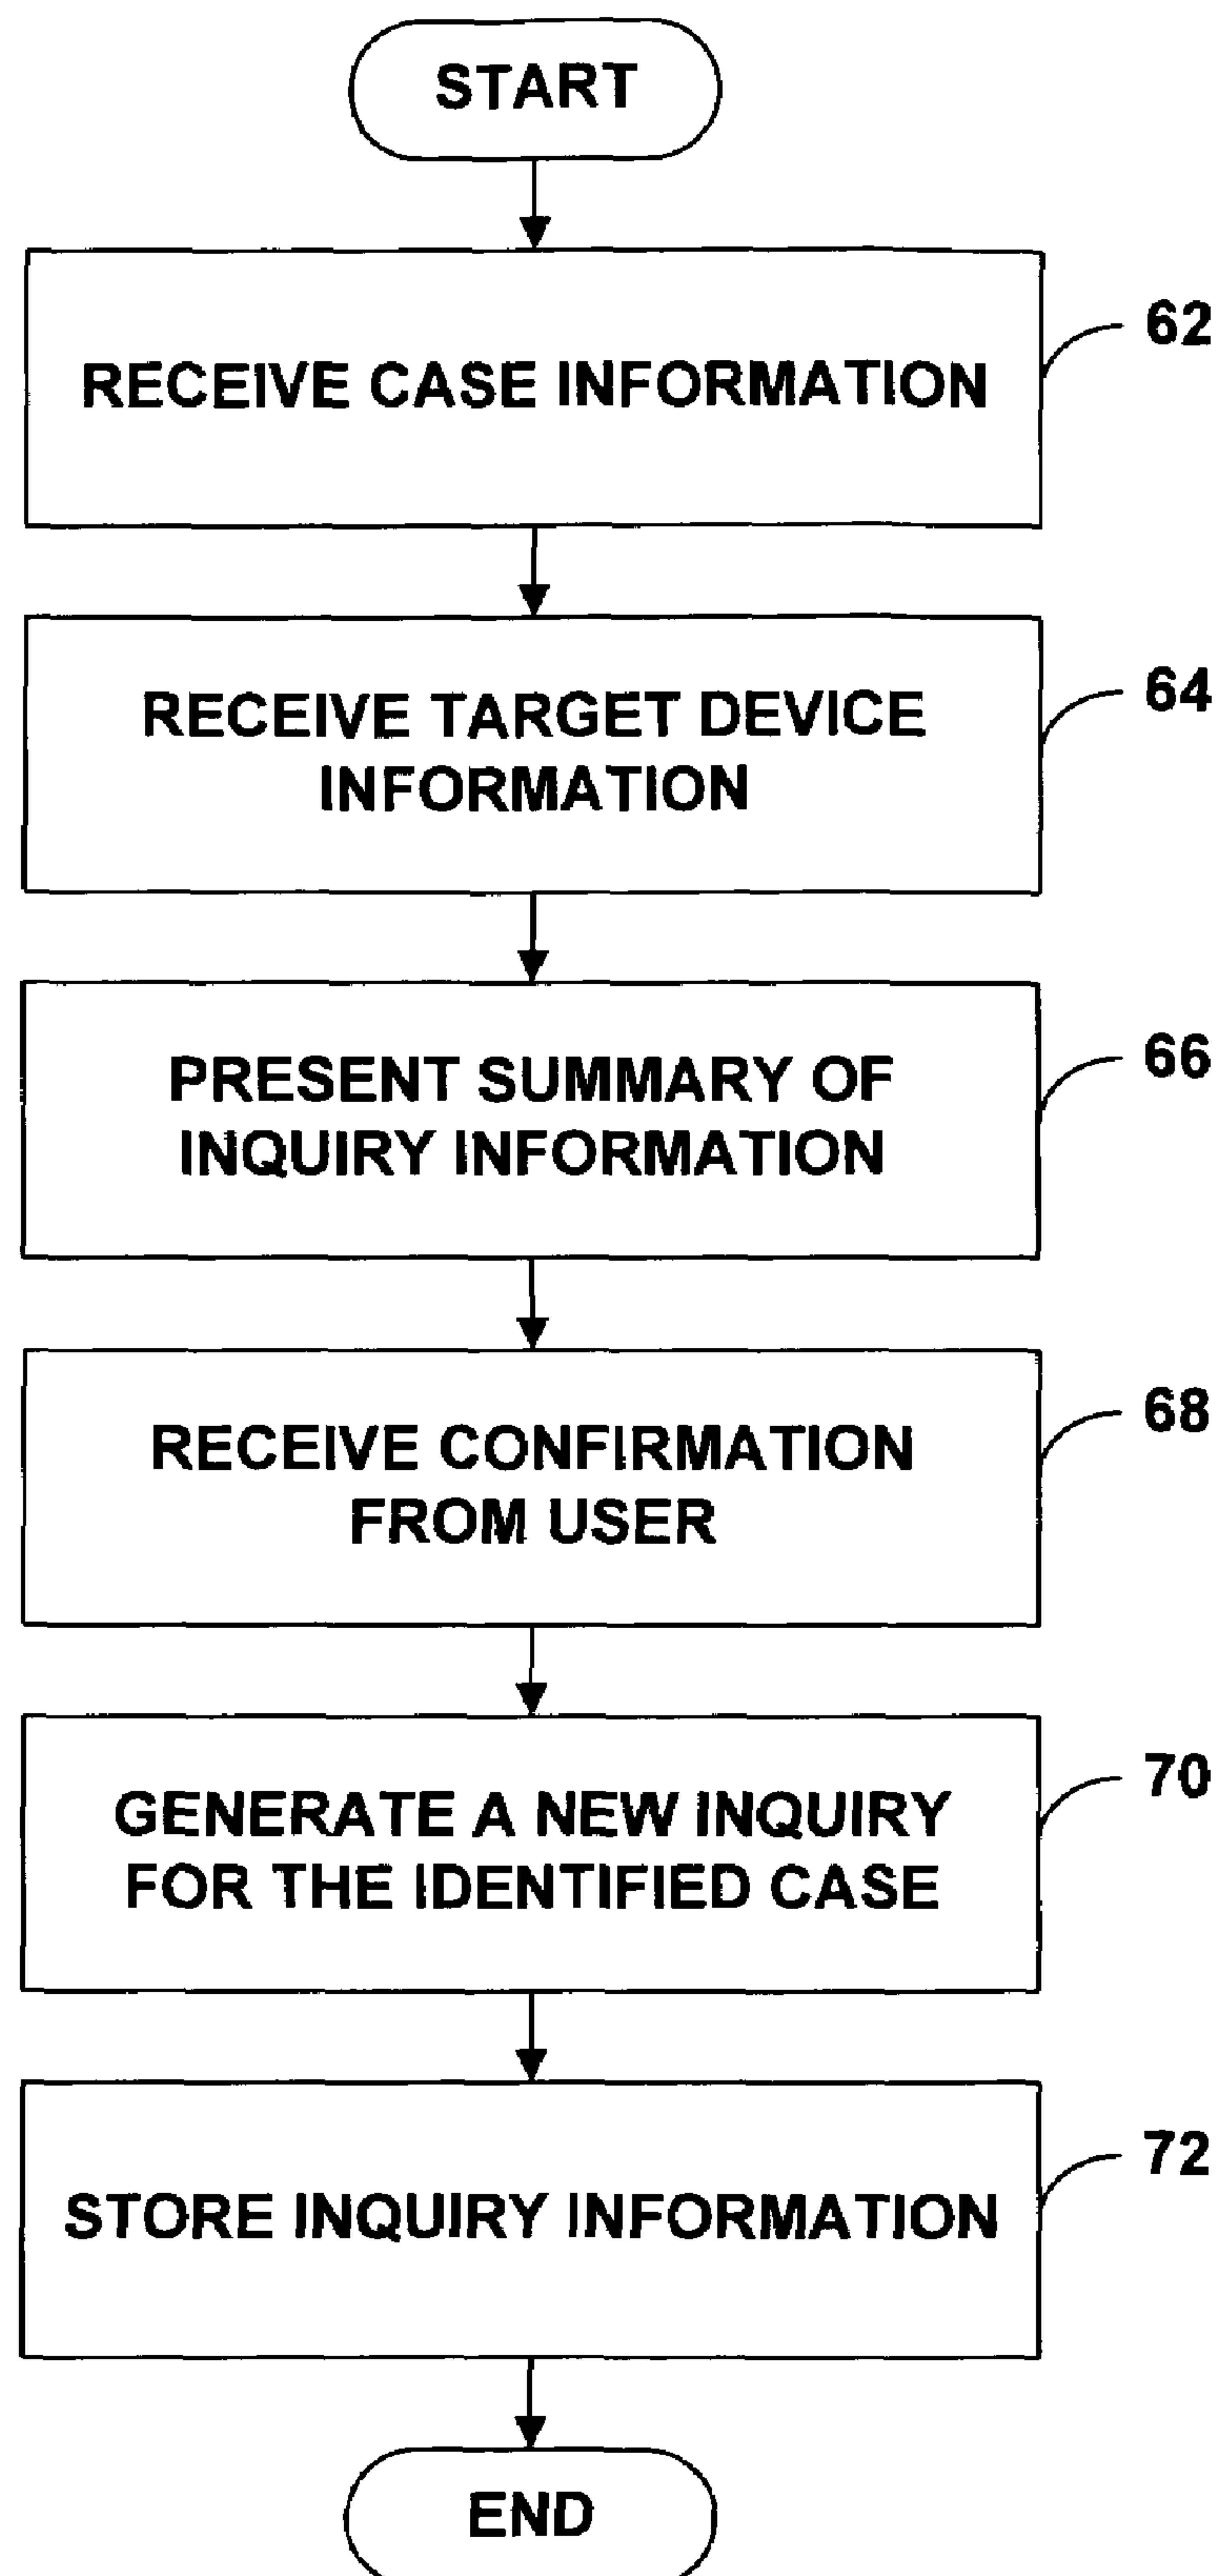 START
RECEIVE CASE INFORMATION
62
RECEIVE TARGET DEVICE
INFORMATION
64
PRESENT SUMMARY OF
INQUIRY INFORMATION
66
RECEIVE CONFIRMATION
FROM USER
68
GENERATE A NEW INQUIRY
FOR THE IDENTIFIED CASE
70
STORE INQUIRY INFORMATION
72
END